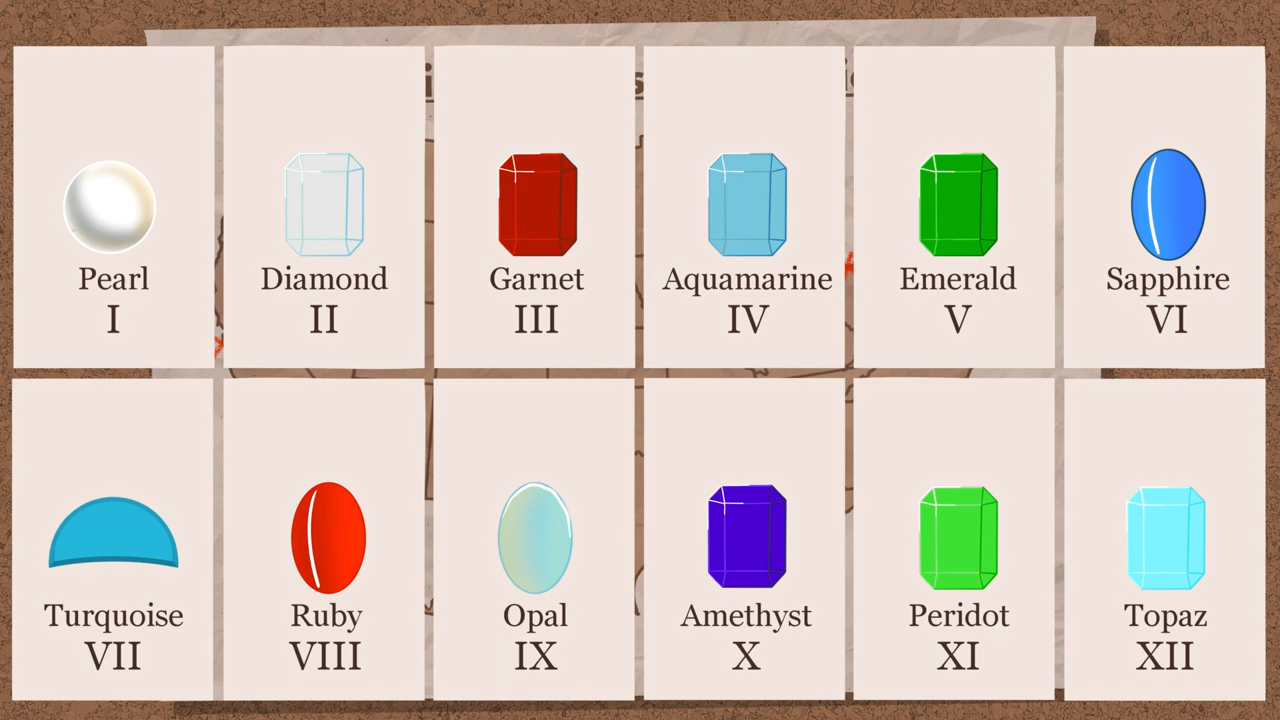 Pearl
I
Diamond
II
Garnet
III
Aquamarine
IV
Emerald
V
Sapphire
VI
Turquoise
VII
Ruby
VIII
Opal
IX
Amethyst
X
Peridot
XI
Topaz
XII